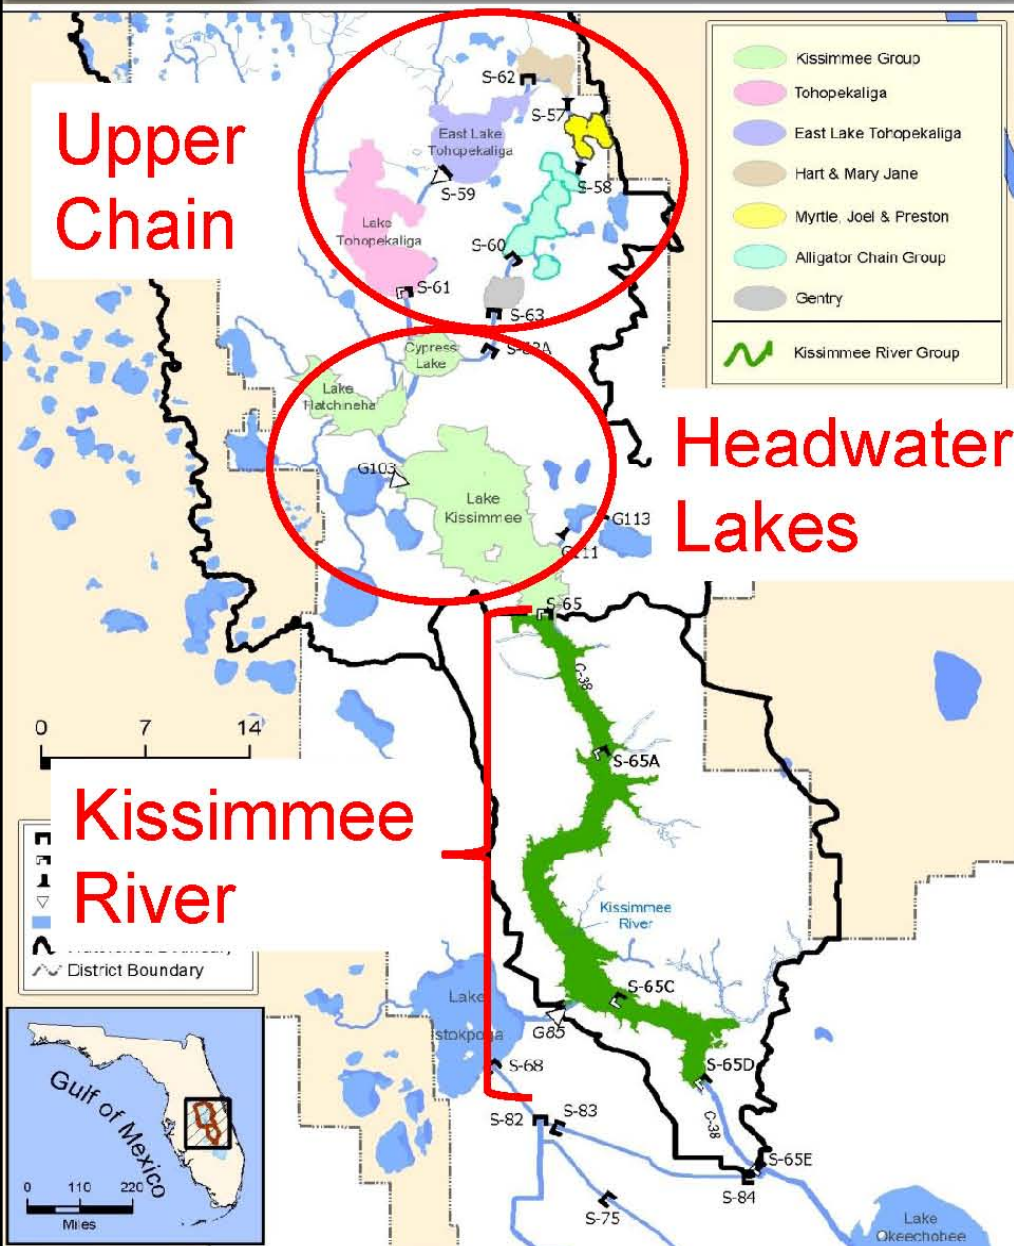 Upper
Chain
S-62
S-57
East Lake
Tohopekaliga
S-59
S-58
Lake
Tohopekaliga
S-60
S-61
S-63
Kissimmee Group
Tohopekaliga
East Lake Tohopekaliga
Hart & Mary Jane
Myrtle, Joel & Preston
Alligator Chain Group
Gentry
Kissimmee River Group
Cypress
Lake
S-63A
Lake
Hatchineha
Headwater
Lakes
G103
Lake
Kissimmee
G113
G111
S-65
C-38
0 7 14
S-65A
Kissimmee
River
Kissimmee
River
District Boundary
S-65C
Lake
Istokpoga
G85
S-68
S-65D
S-82
S-83
C-38
S-65E
S-84
S-75
Lake
Okeechobee
Gulf of Mexico
0 110 220
Miles